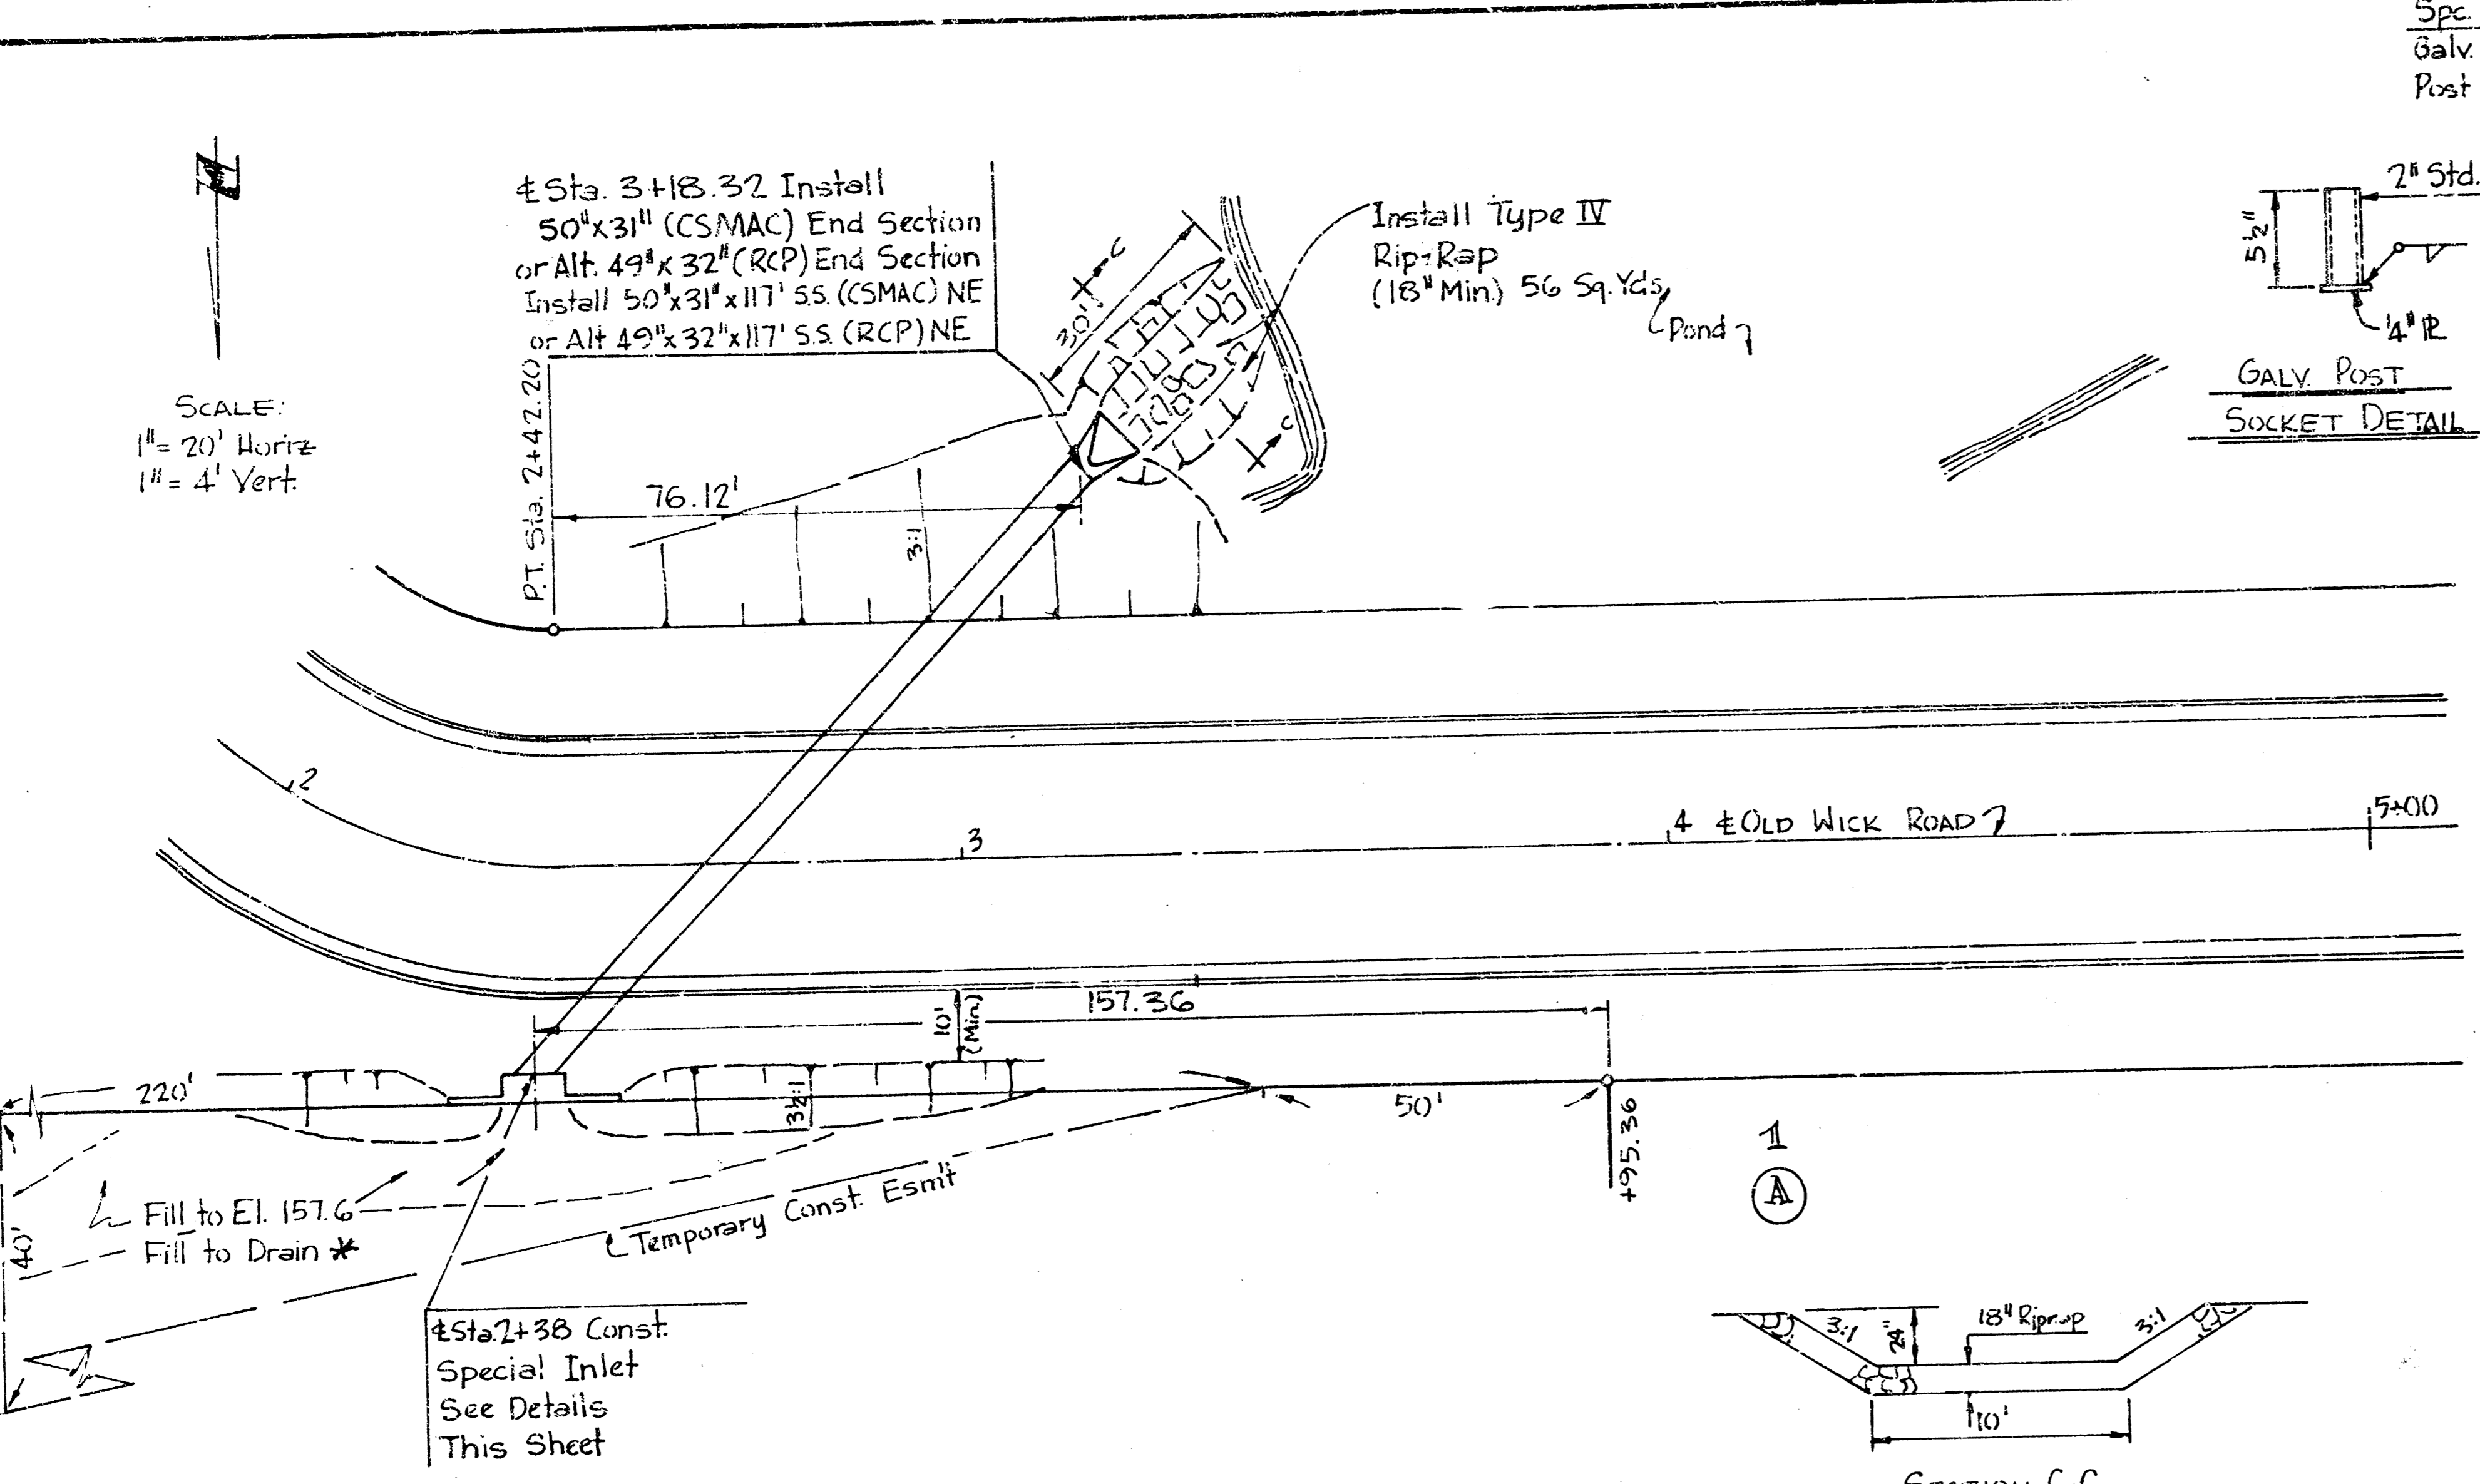 Spc.
Galv.
Post
℄ Sta. 3+18.32 Install
50"x31" (CSMAC) End Section
or Alt. 49"x 32" (RCP) End Section
Install 50"x31"x117' S.S. (CSMAC) NE
or Alt 49"x 32"x117' S.S. (RCP) NE
Install Type IV
Rip-Rap
(18" Min.) 56 Sq. Yds.
Pond
C
30'
C
2" Std.
5½"
¼" PL
GALV. POST
SOCKET DETAIL
SCALE:
1"= 20' Horiz
1"= 4' Vert.
P.T. Sta. 2+42.20
76.12'
3:1
2
3
4 ℄ OLD WICK ROAD
5+00
157.36
10'
(Min.)
220'
3½:1
50'
+95.36
1
A
Fill to El. 157.6
Fill to Drain *
40'
Temporary Const. Esm't
℄ Sta. 2+38 Const.
Special Inlet
See Details
This Sheet
3:1
24"
18" Riprap
3:1
10'
SECTION C-C